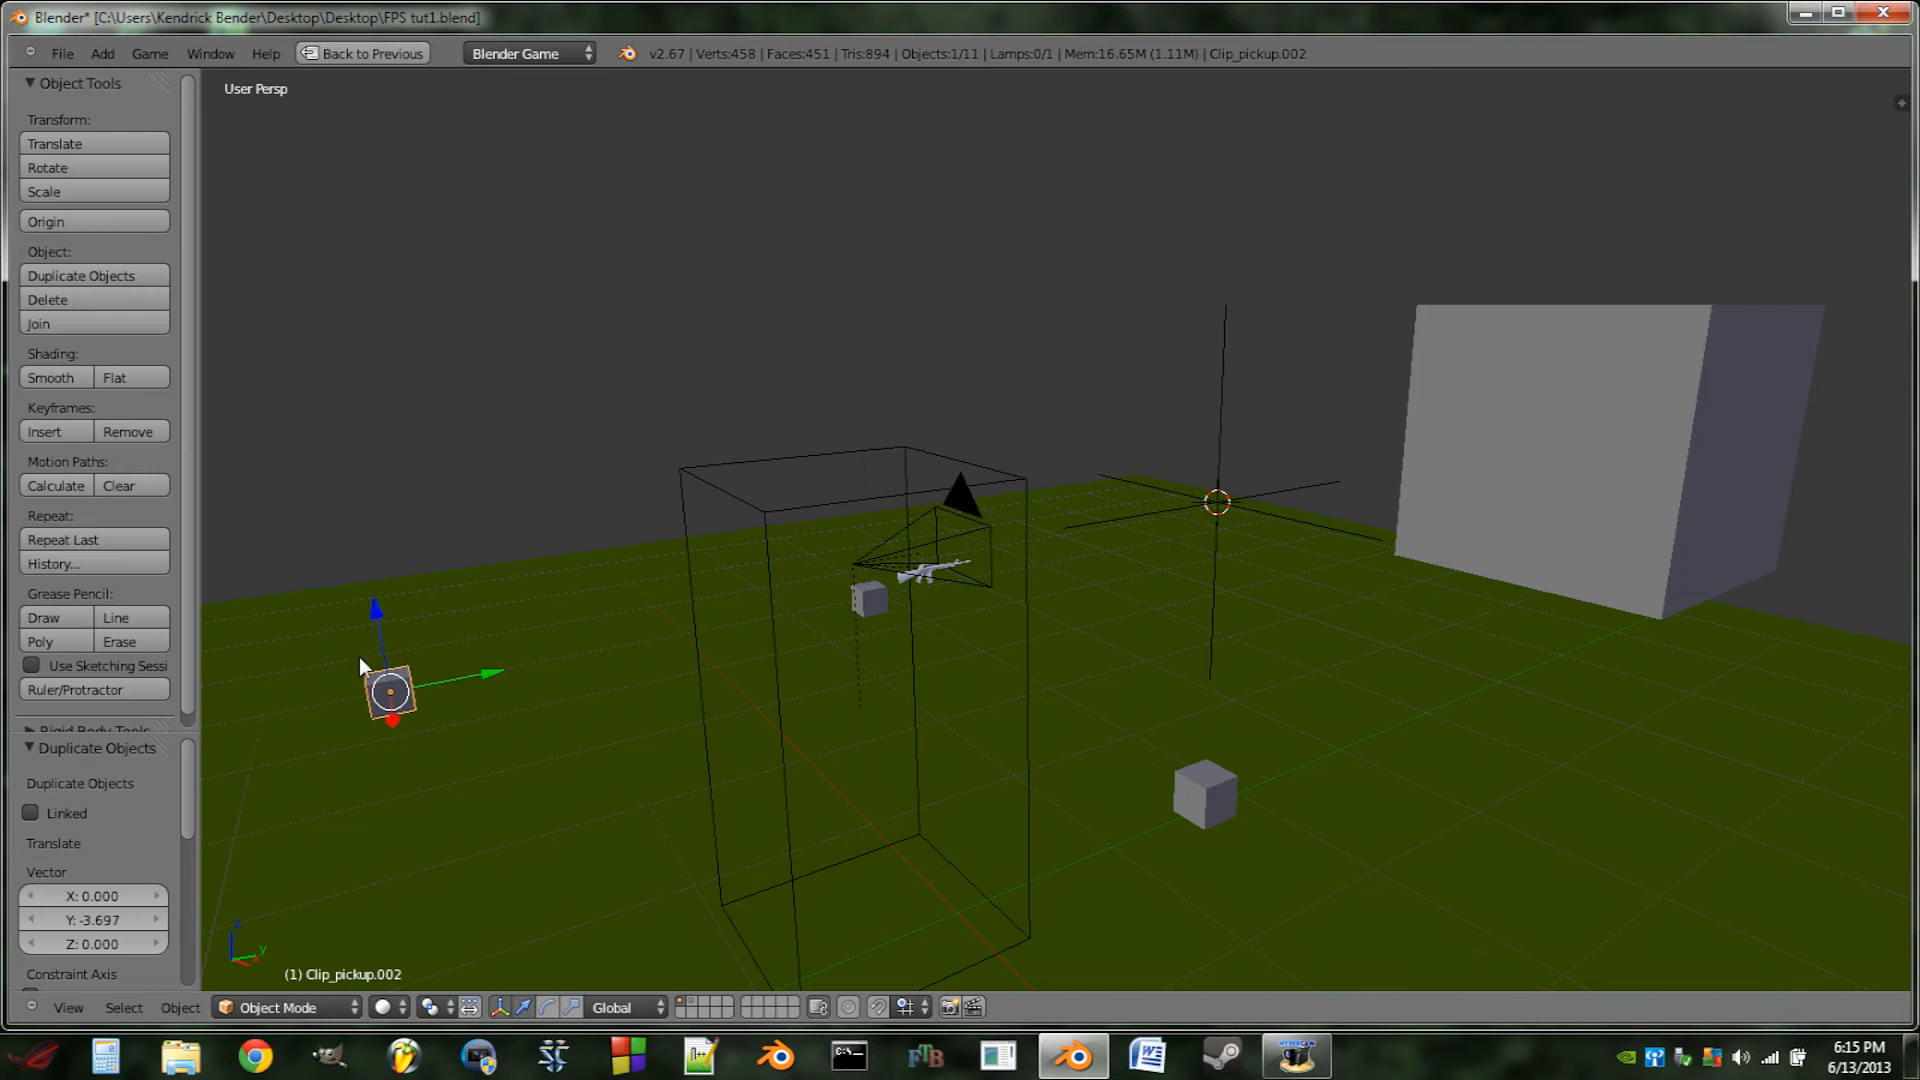 Blender* [C:\Users\Kendrick Bender\Desktop\Desktop\FPS tut1.blend]
File Add Game Window Help Back to Previous Blender Game v2.67 | Verts:458 | Faces:451 | Tris:894 | Objects:1/11 | Lamps:0/1 | Mem:16.65M (1.11M) | Clip_pickup.002
Object Tools
User Persp
Transform:
Translate
Rotate
Scale
Origin
Object:
Duplicate Objects
Delete
Join
Shading:
Smooth Flat
Keyframes:
Insert Remove
Motion Paths:
Calculate Clear
Repeat:
Repeat Last
History...
Grease Pencil:
Draw Line
Poly Erase
Use Sketching Sessi
Ruler/Protractor
Rigid Body Tools
Duplicate Objects
Duplicate Objects
Linked
Translate
Vector
X: 0.000
Y: -3.697
Z: 0.000
Constraint Axis
z
y
(1) Clip_pickup.002
View Select Object Object Mode Global
FTB
HYPERCAM
6:15 PM
6/13/2013